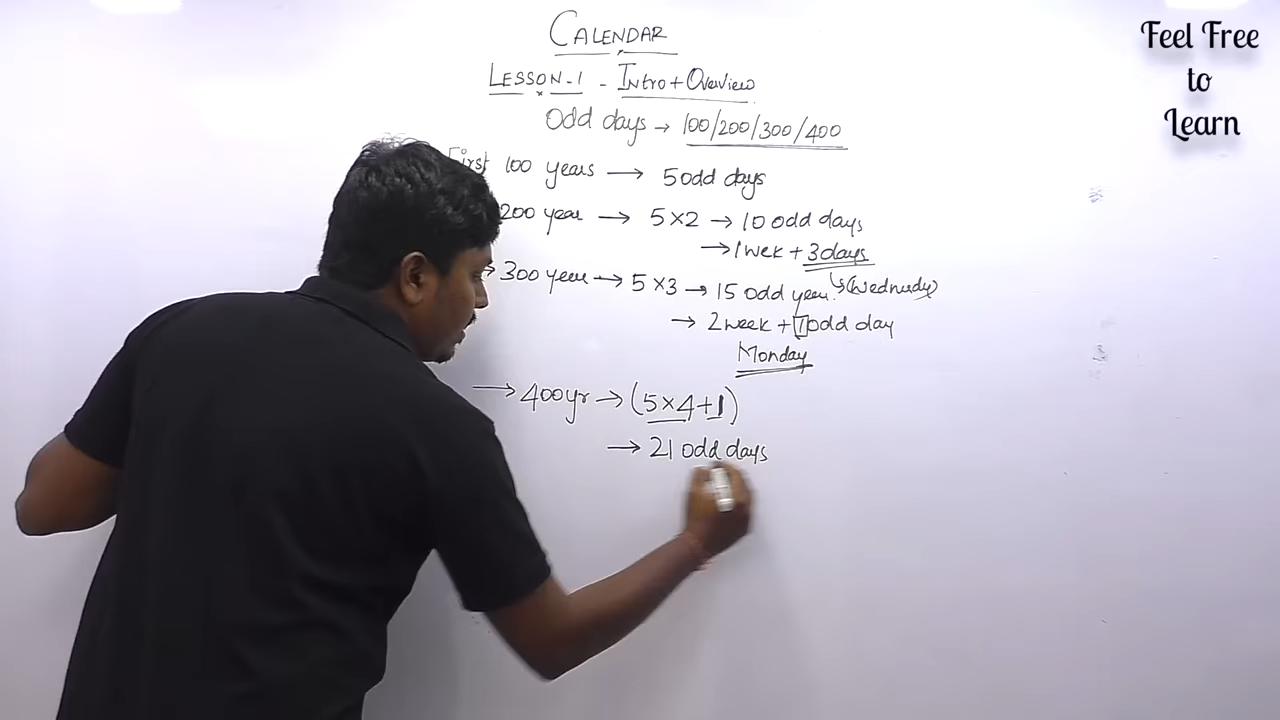 CALENDAR
LESSON-1 - Intro+Overview
Odd days → 100/200/300/400
First 100 years → 5 odd days
200 year → 5×2 → 10 odd days
→ 1 wek + 3 days
↳ (Wednesday)
→ 300 year → 5×3 → 15 odd year
→ 2 week + 1 odd day
Monday
→ 400 yr → (5×4+1)
→ 21 odd days
Feel Free
to
Learn